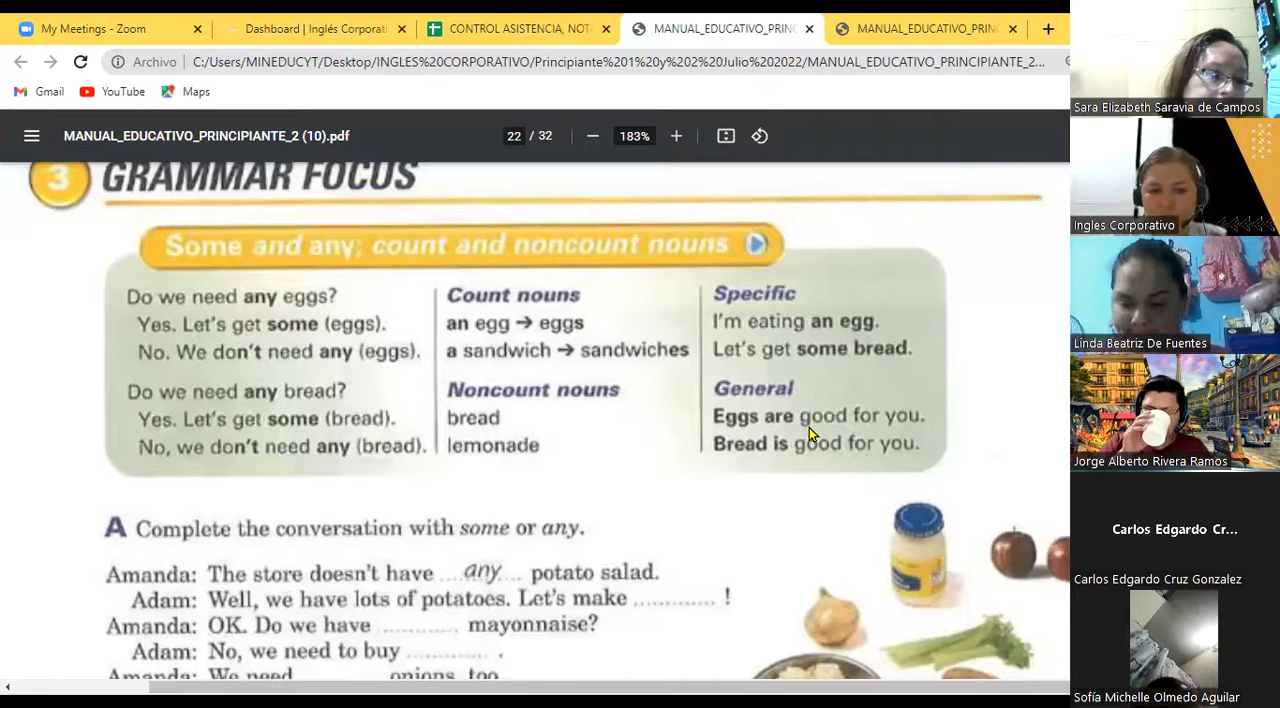 My Meetings - Zoom
Dashboard | Inglés Corporati
CONTROL ASISTENCIA, NOT
MANUAL_EDUCATIVO_PRINC
MANUAL_EDUCATIVO_PRINC
Archivo
C:/Users/MINEDUCYT/Desktop/INGLES%20CORPORATIVO/Principiante%201%20y%202%20Julio%202022/MANUAL_EDUCATIVO_PRINCIPIANTE_2...
Gmail
YouTube
Maps
MANUAL_EDUCATIVO_PRINCIPIANTE_2 (10).pdf
22 / 32
183%
3 GRAMMAR FOCUS
Some and any; count and noncount nouns
Do we need any eggs?
Yes. Let's get some (eggs).
No. We don't need any (eggs).
Do we need any bread?
Yes. Let's get some (bread).
No, we don't need any (bread).
Count nouns
an egg → eggs
a sandwich → sandwiches
Noncount nouns
bread
lemonade
Specific
I'm eating an egg.
Let's get some bread.
General
Eggs are good for you.
Bread is good for you.
A Complete the conversation with some or any.
Amanda: The store doesn't have ....any.... potato salad.
Adam: Well, we have lots of potatoes. Let's make ............ !
Amanda: OK. Do we have ............ mayonnaise?
Adam: No, we need to buy ............ .
Amanda: We need onions, too
Sara Elizabeth Saravia de Campos
Ingles Corporativo
Linda Beatriz De Fuentes
Jorge Alberto Rivera Ramos
Carlos Edgardo Cr...
Carlos Edgardo Cruz Gonzalez
Sofía Michelle Olmedo Aguilar